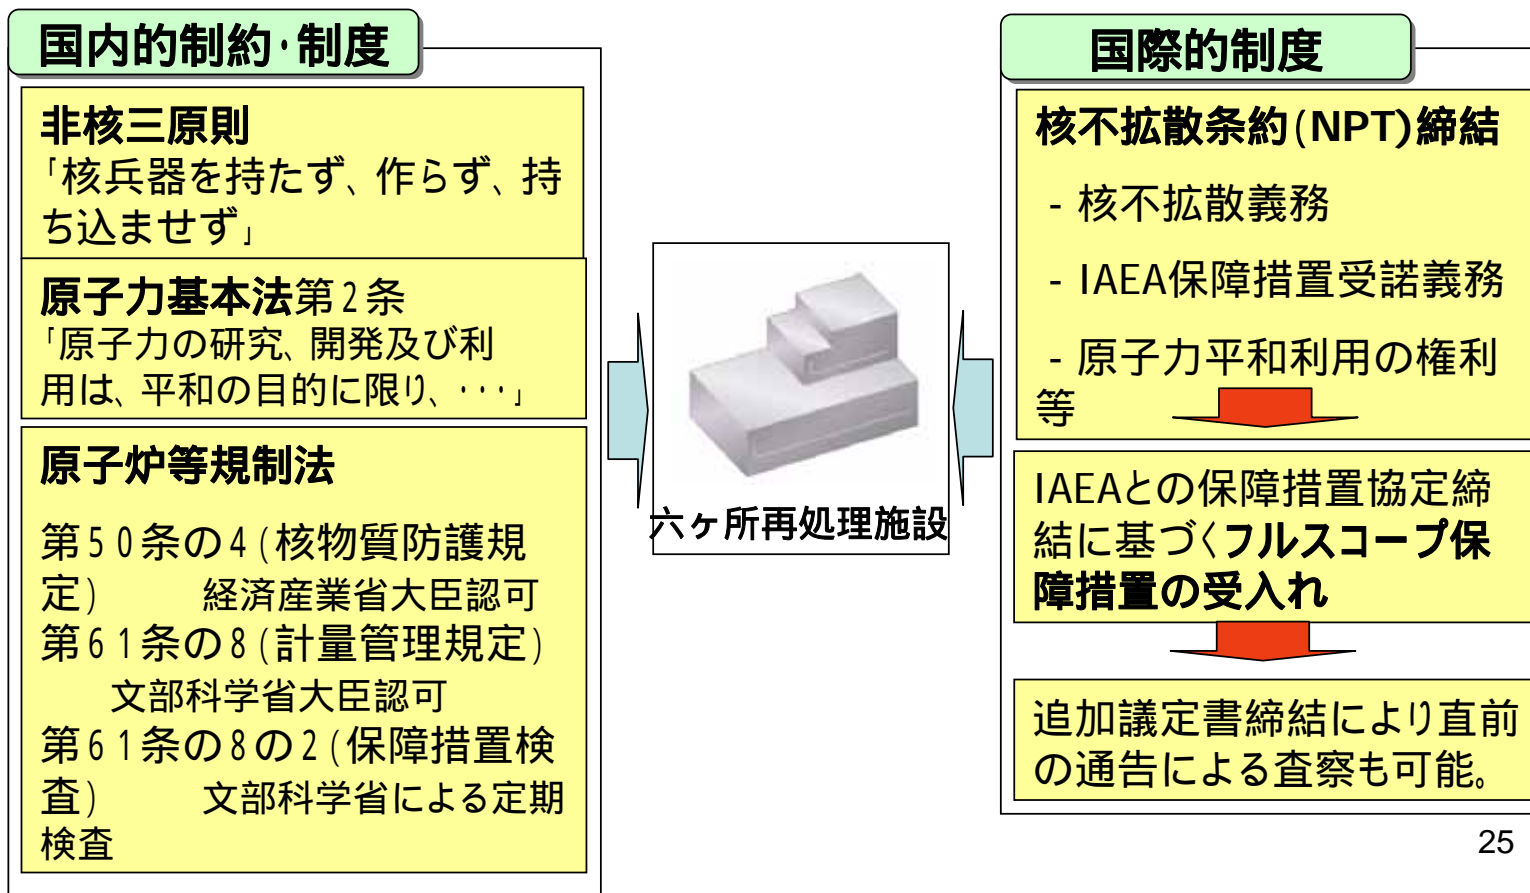 国内的制約・制度
非核三原則
「核兵器を持たず、作らず、持
ち込ませず」
原子力基本法第2条
「原子力の研究、開発及び利
用は、平和の目的に限り、・・・」
原子炉等規制法
第50条の4(核物質防護規
定) 経済産業省大臣認可
第61条の8(計量管理規定)
文部科学省大臣認可
第61条の8の2(保障措置検
査) 文部科学省による定期
検査
六ヶ所再処理施設
国際的制度
核不拡散条約(NPT)締結
- 核不拡散義務
- IAEA保障措置受諾義務
- 原子力平和利用の権利
等
IAEAとの保障措置協定締
結に基づくフルスコープ保
障措置の受入れ
追加議定書締結により直前
の通告による査察も可能。
25